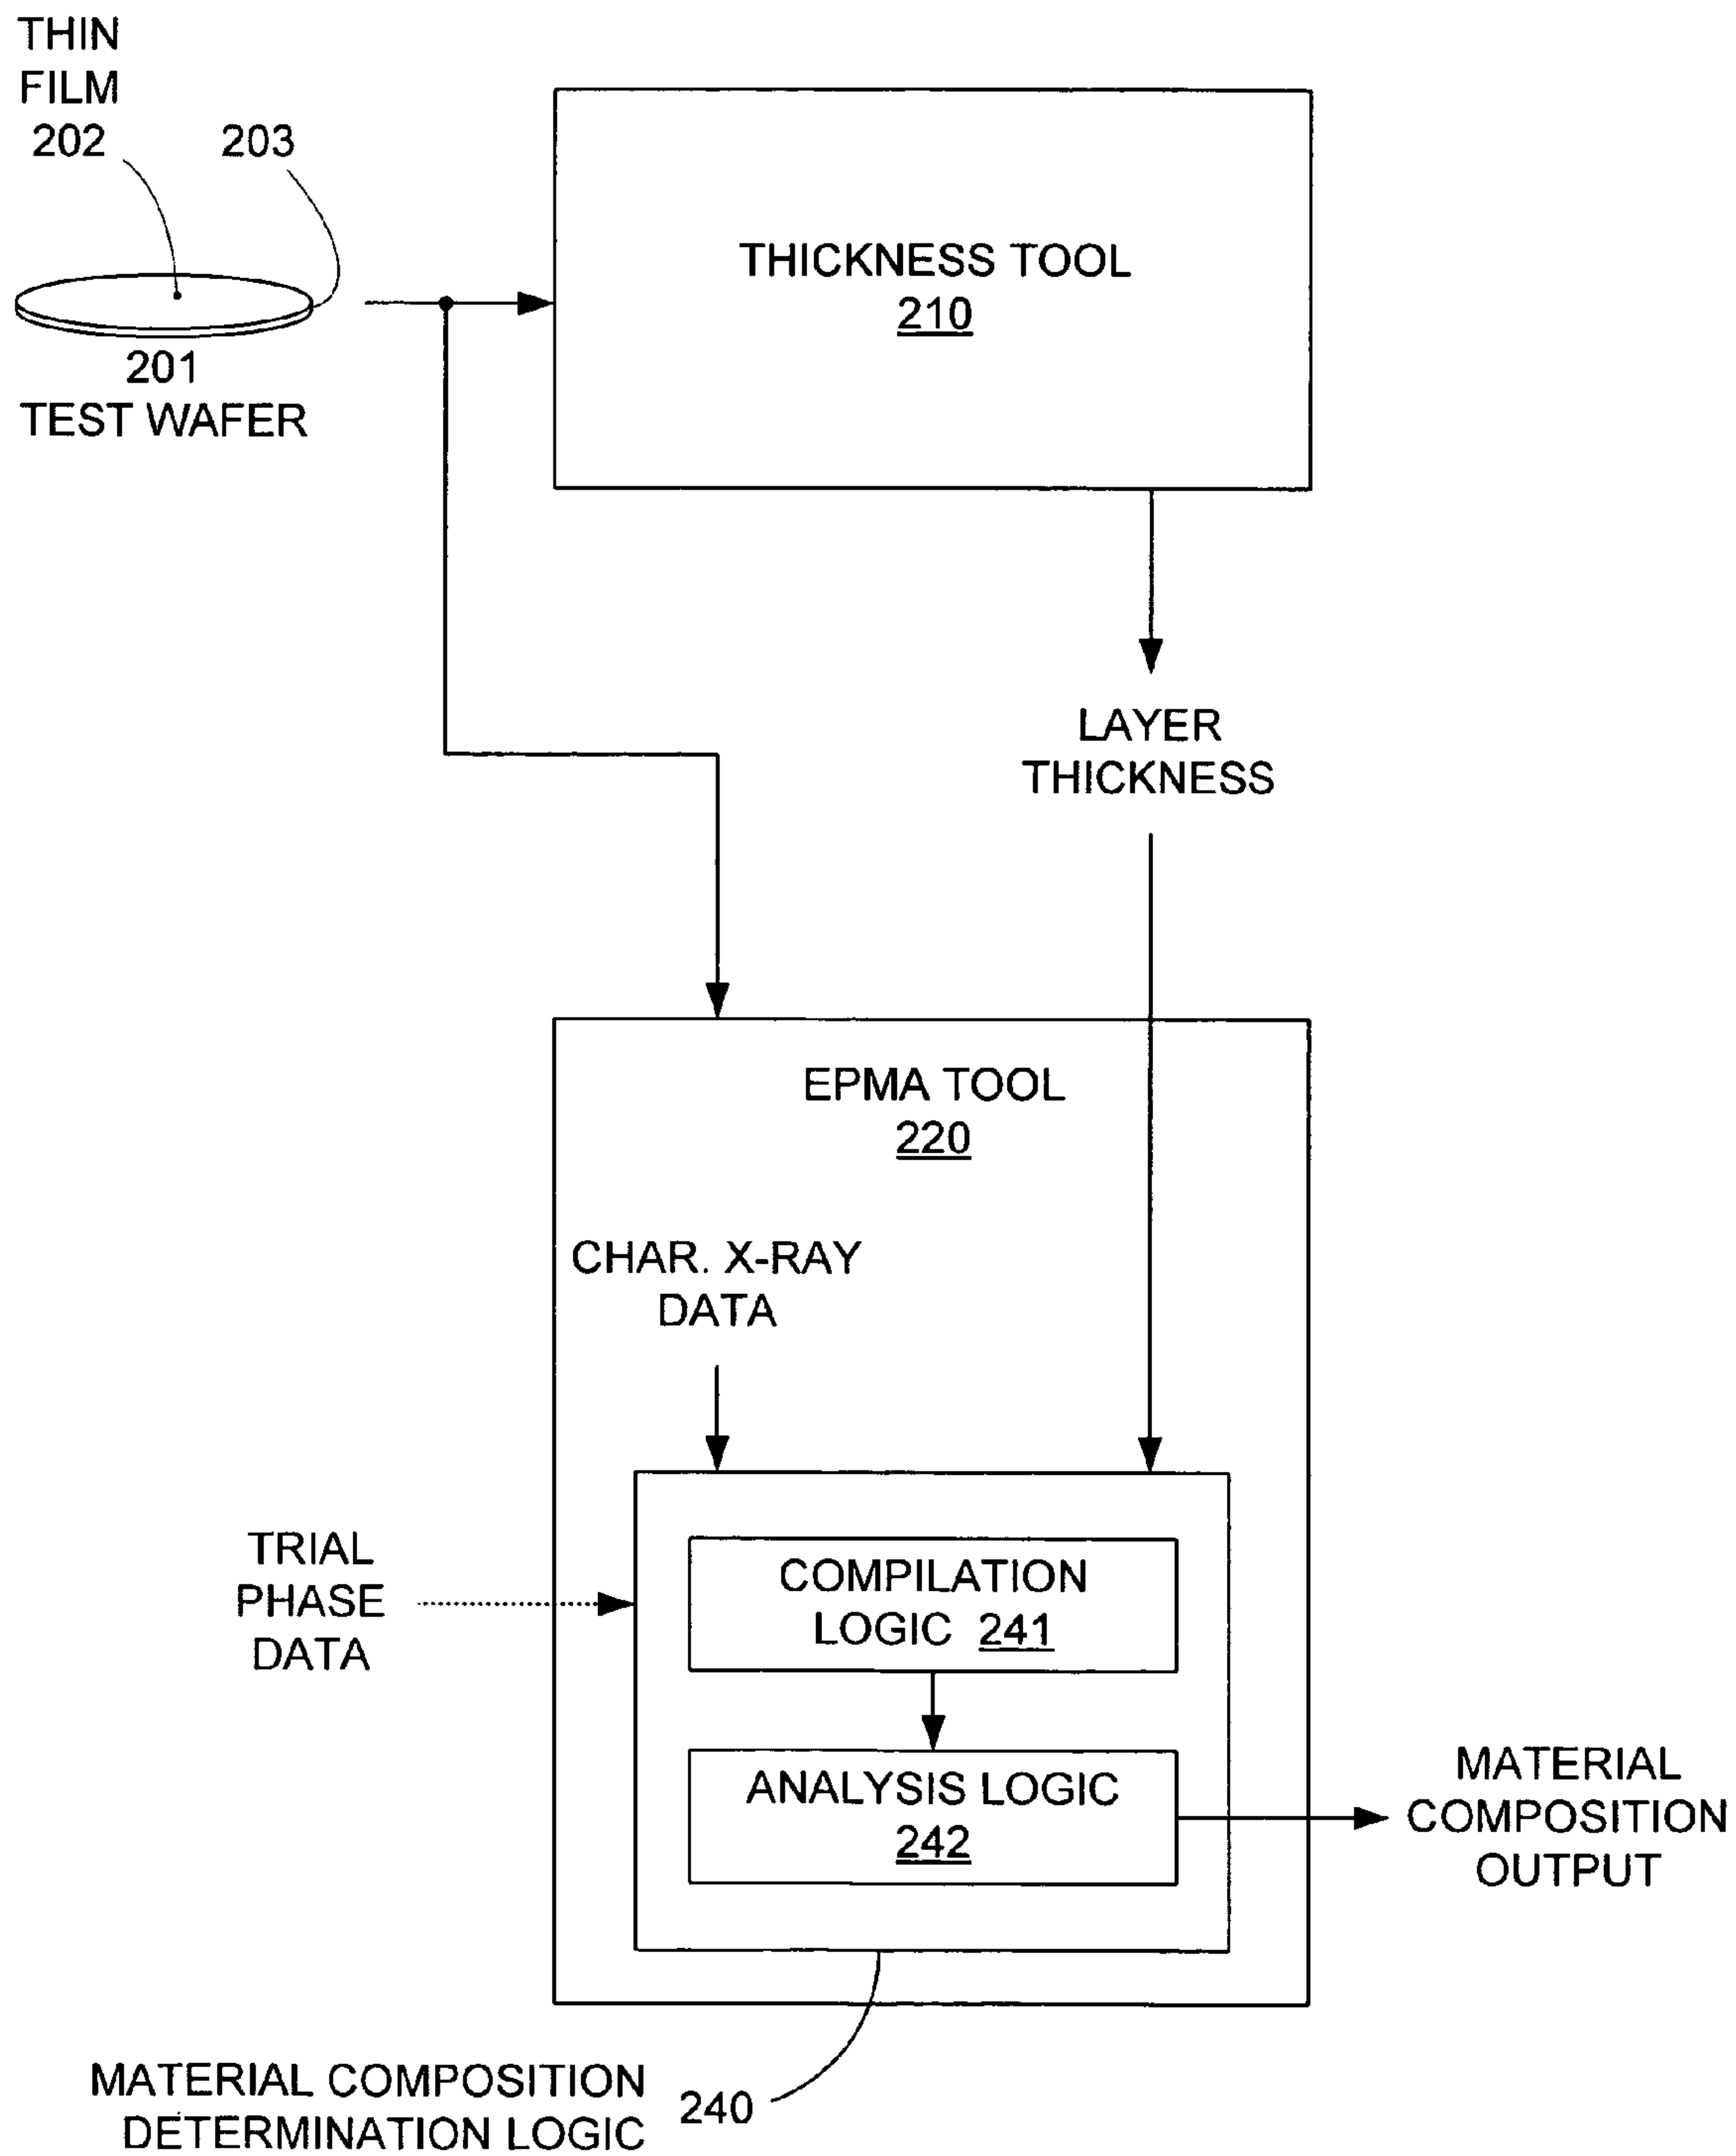 THIN
FILM
202
203
201
TEST WAFER
THICKNESS TOOL
210
LAYER
THICKNESS
EPMA TOOL
220
CHAR. X-RAY
DATA
TRIAL
PHASE
DATA
COMPILATION
LOGIC 241
ANALYSIS LOGIC
242
MATERIAL
COMPOSITION
OUTPUT
MATERIAL COMPOSITION
DETERMINATION LOGIC
240